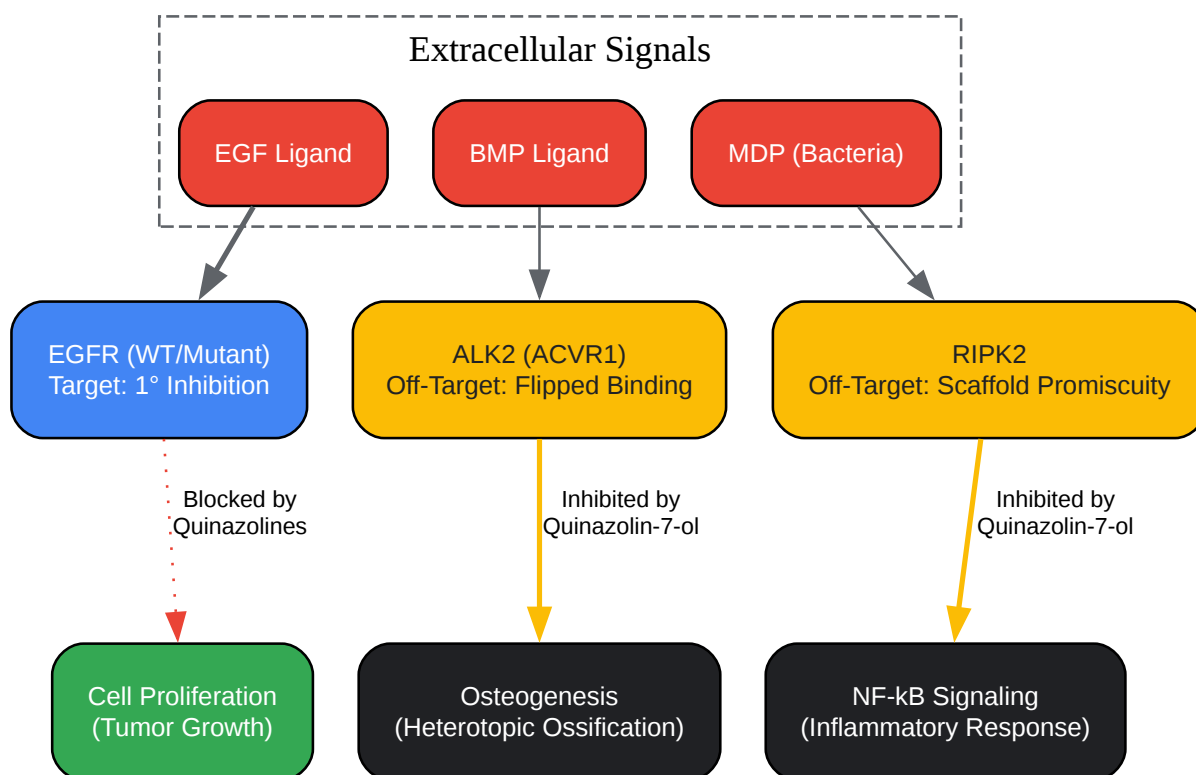 Extracellular Signals
EGF Ligand
BMP Ligand
MDP (Bacteria)
EGFR (WT/Mutant)
Target: 1° Inhibition
ALK2 (ACVR1)
Off-Target: Flipped Binding
RIPK2
Off-Target: Scaffold Promiscuity
Blocked by
Quinazolines
Inhibited by
Quinazolin-7-ol
Inhibited by
Quinazolin-7-ol
Cell Proliferation
(Tumor Growth)
Osteogenesis
(Heterotopic Ossification)
NF-kB Signaling
(Inflammatory Response)